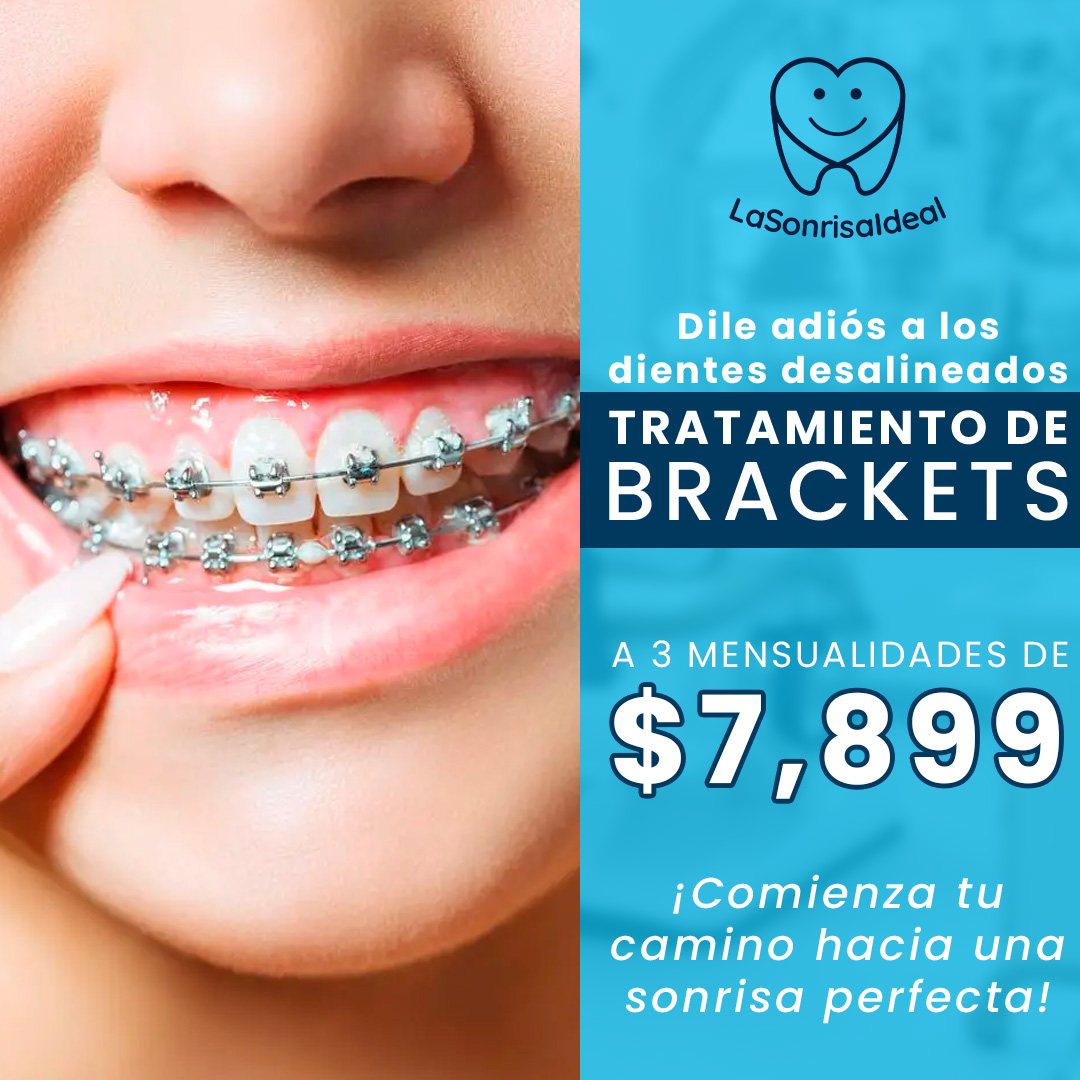 LaSonrisaIdeal
Dile adiós a los
dientes desalineados
TRATAMIENTO DE
BRACKETS
A 3 MENSUALIDADES DE
$7,899
¡Comienza tu
camino hacia una
sonrisa perfecta!